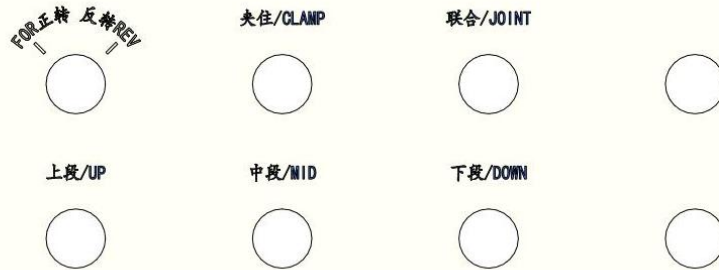 FOR正转 反转REV
央住/CLAMP
联合/JOINT
上段/UP
中段/MID
下段/DOWN